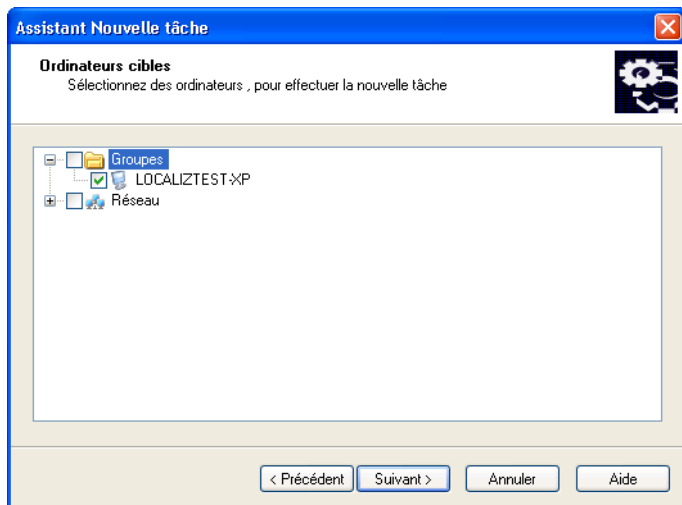 Assistant Nouvelle tâche
Ordinateurs cibles
Sélectionnez des ordinateurs , pour effectuer la nouvelle tâche
Groupes
LOCALIZTEST-XP
Réseau
< Précédent Suivant > Annuler Aide